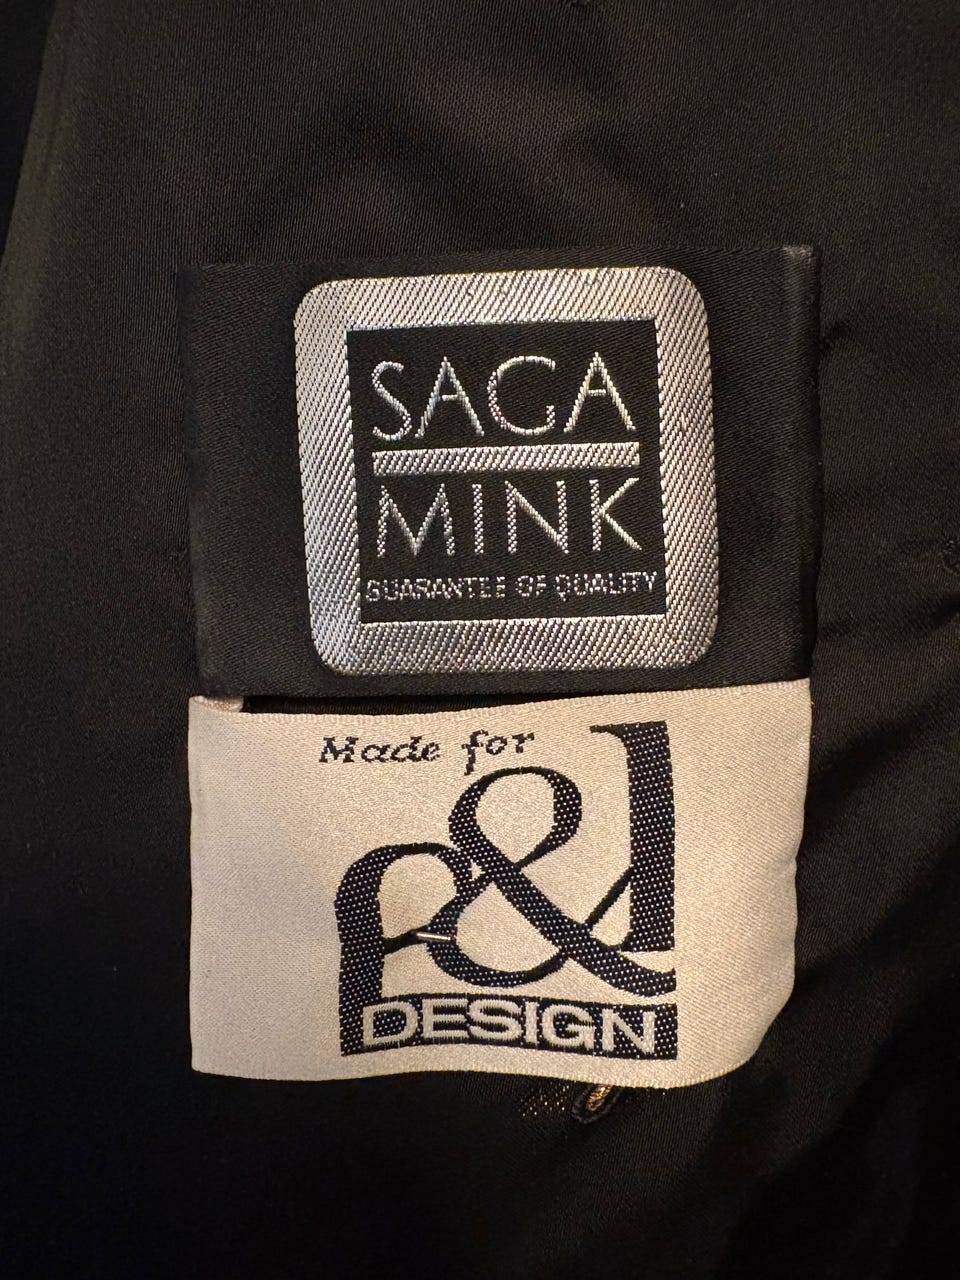 SAGA
MINK
GUARANTEE OF QUALITY
Made for
DESIGN